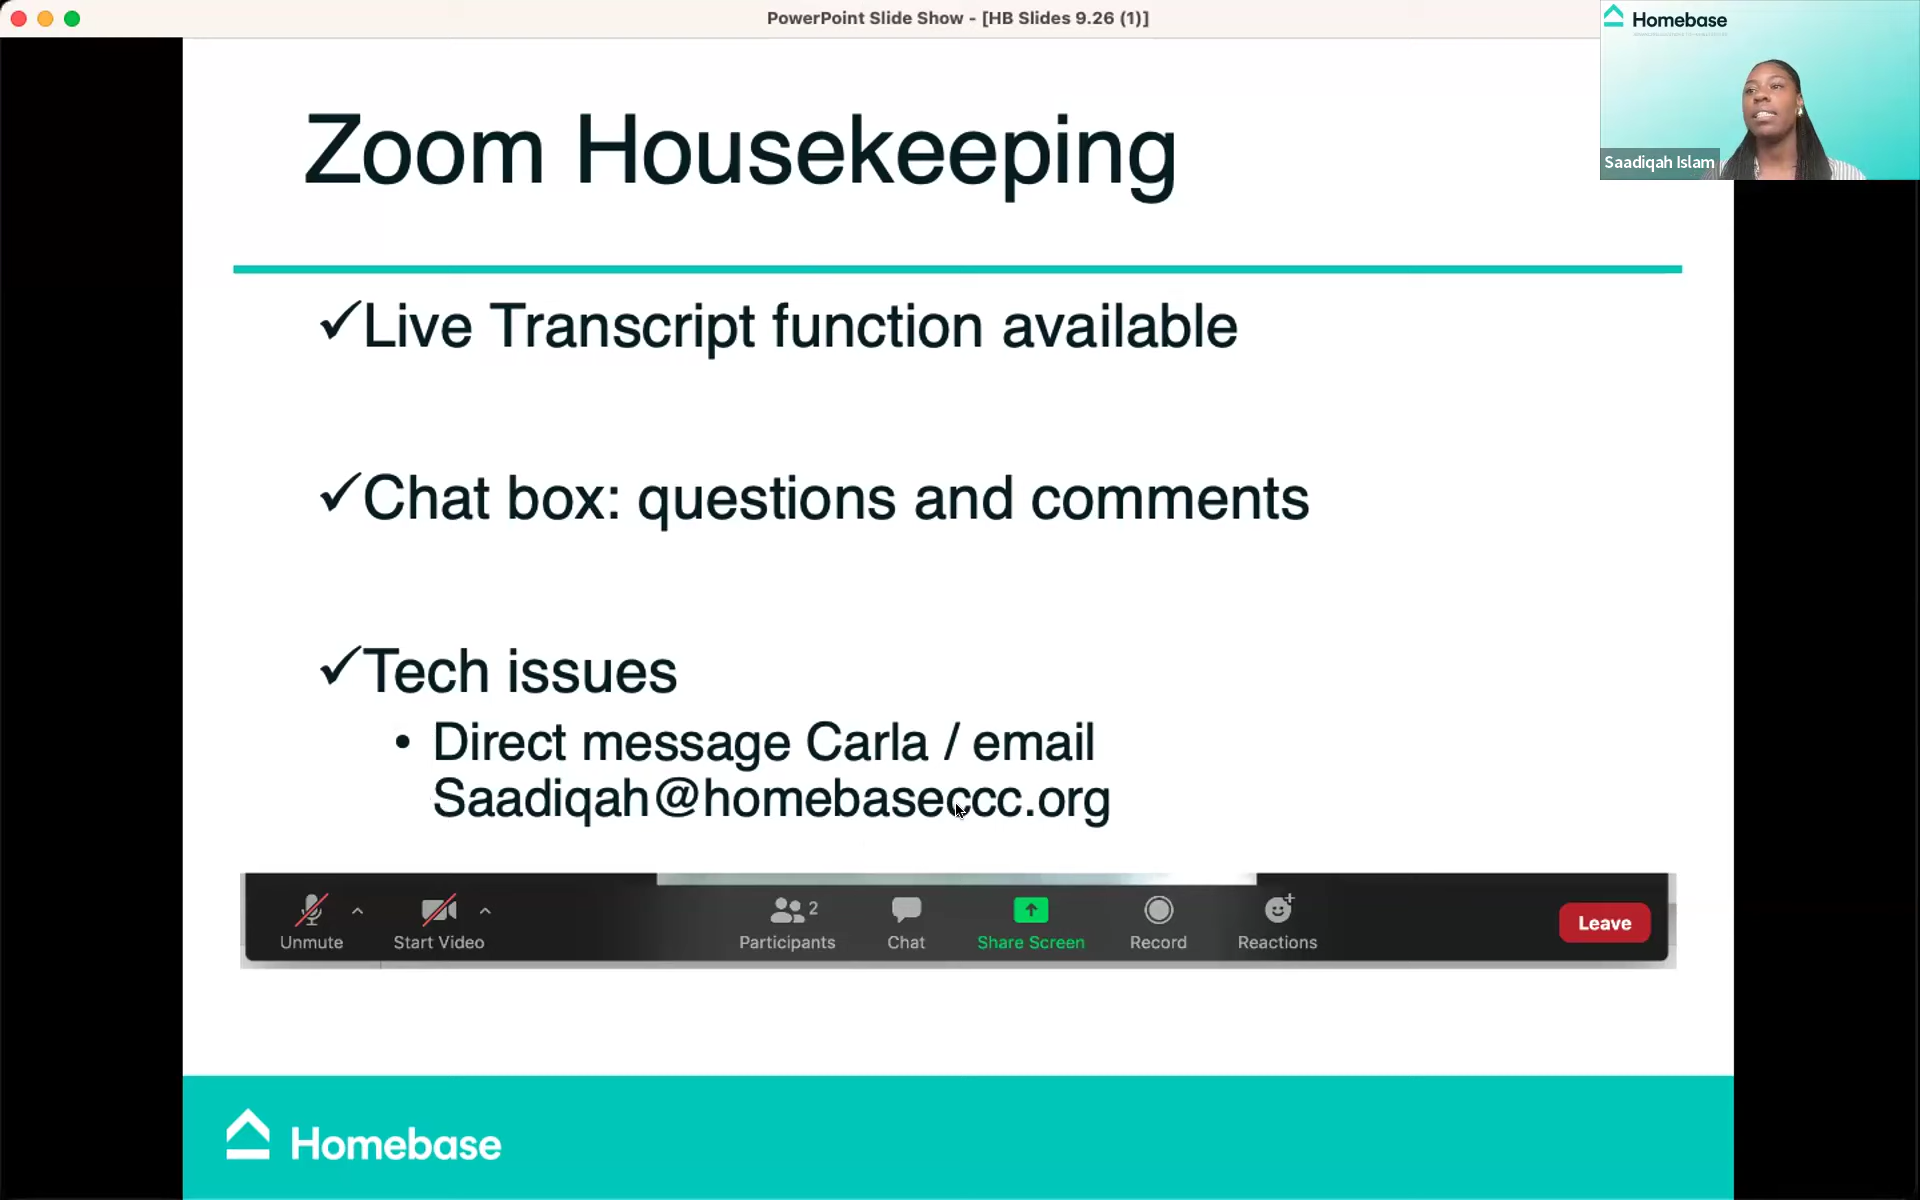 PowerPoint Slide Show - [HB Slides 9.26 (1)]
Homebase
Saadiqah Islam
Zoom Housekeeping
✓Live Transcript function available
✓Chat box: questions and comments
✓Tech issues
• Direct message Carla / email
Saadiqah@homebaseccc.org
2
Unmute
Start Video
Participants
Chat
Share Screen
Record
Reactions
Leave
Homebase